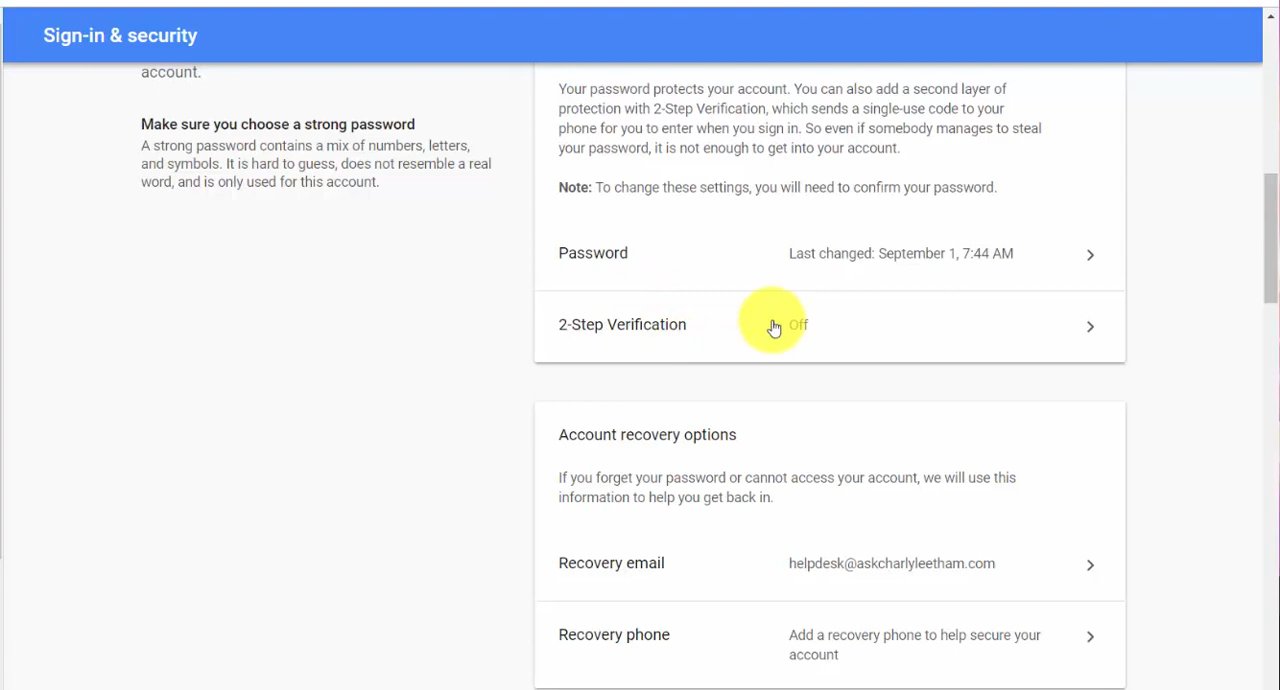 Sign-in & security
account.
Make sure you choose a strong password
A strong password contains a mix of numbers, letters,
and symbols. It is hard to guess, does not resemble a real
word, and is only used for this account.
Your password protects your account. You can also add a second layer of
protection with 2-Step Verification, which sends a single-use code to your
phone for you to enter when you sign in. So even if somebody manages to steal
your password, it is not enough to get into your account.
Note: To change these settings, you will need to confirm your password.
Password Last changed: September 1, 7:44 AM
2-Step Verification Off
Account recovery options
If you forget your password or cannot access your account, we will use this
information to help you get back in.
Recovery email helpdesk@askcharlyleetham.com
Recovery phone Add a recovery phone to help secure your
account